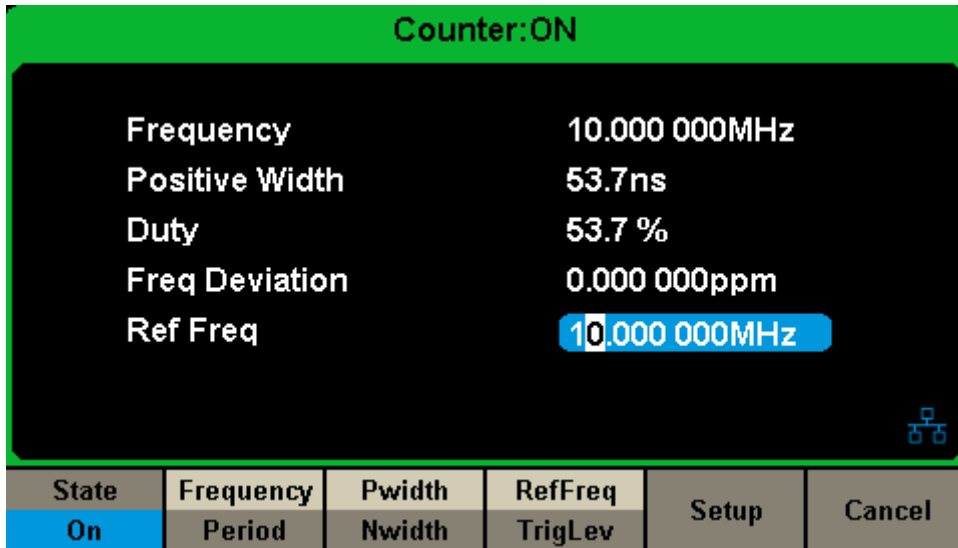 Counter:ON
Frequency 10.000 000MHz
Positive Width 53.7ns
Duty 53.7 %
Freq Deviation 0.000 000ppm
Ref Freq 10.000 000MHz
State Frequency Pwidth RefFreq Setup Cancel
On Period Nwidth TrigLev